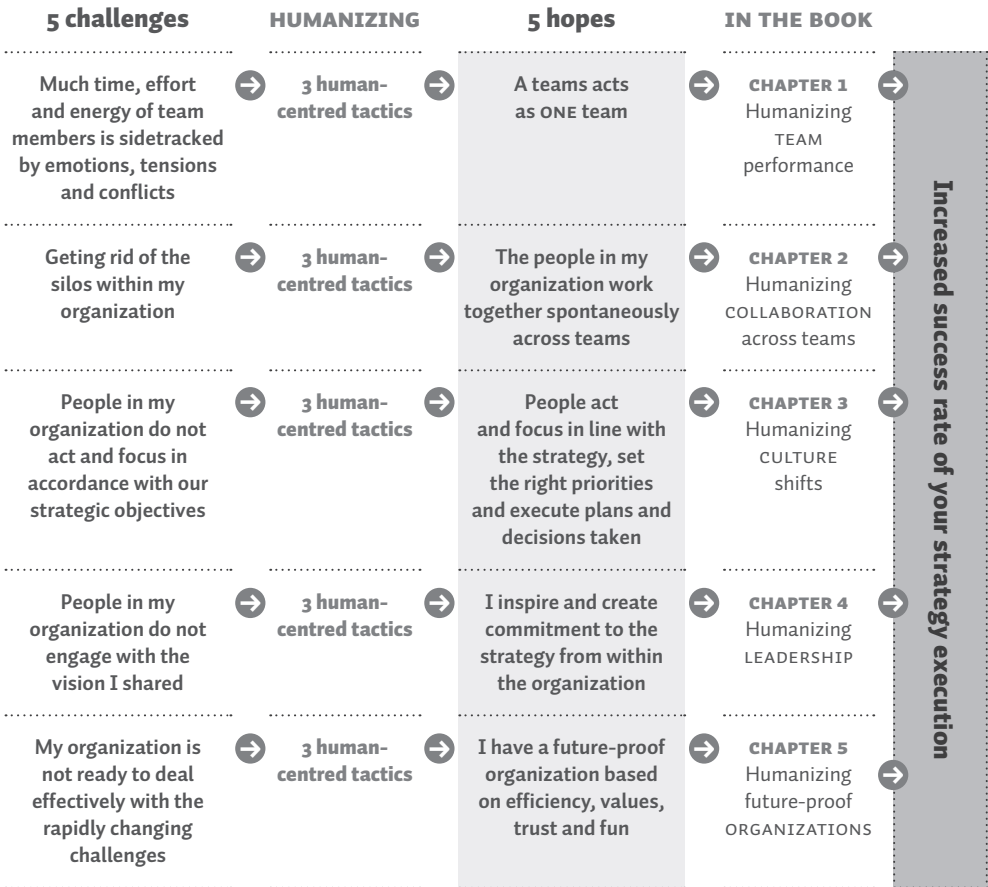 5 challenges
HUMANIZING
5 hopes
IN THE BOOK
Much time, effort
and energy of team
members is sidetracked
by emotions, tensions
and conflicts
3 human-
centred tactics
A teams acts
as ONE team
CHAPTER 1
Humanizing
TEAM
performance
Geting rid of the
silos within my
organization
3 human-
centred tactics
The people in my
organization work
together spontaneously
across teams
CHAPTER 2
Humanizing
COLLABORATION
across teams
People in my
organization do not
act and focus in
accordance with our
strategic objectives
3 human-
centred tactics
People act
and focus in line with
the strategy, set
the right priorities
and execute plans and
decisions taken
CHAPTER 3
Humanizing
CULTURE
shifts
People in my
organization do not
engage with the
vision I shared
3 human-
centred tactics
I inspire and create
commitment to the
strategy from within
the organization
CHAPTER 4
Humanizing
LEADERSHIP
My organization is
not ready to deal
effectively with the
rapidly changing
challenges
3 human-
centred tactics
I have a future-proof
organization based
on efficiency, values,
trust and fun
CHAPTER 5
Humanizing
future-proof
ORGANIZATIONS
Increased success rate of your strategy execution